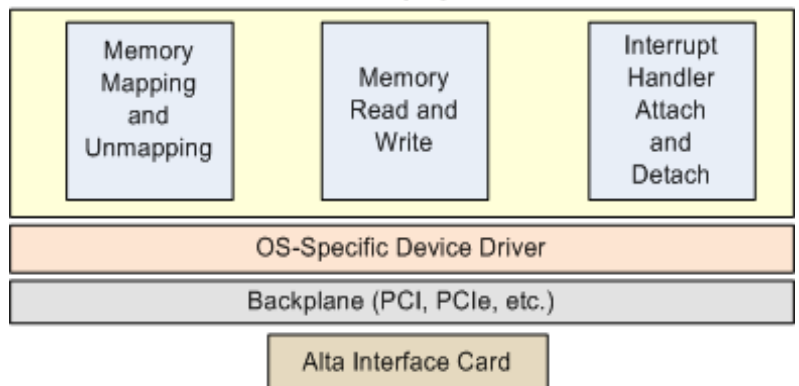 Memory
Mapping
and
Unmapping
Memory
Read and
Write
Interrupt
Handler
Attach
and
Detach
OS-Specific Device Driver
Backplane (PCI, PCIe, etc.)
Alta Interface Card